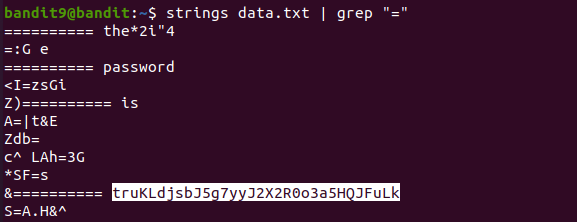 bandit9@bandit:~$ strings data.txt | grep "="
========== the*2i"4
=:G e
========== password
<I=zsGi
Z)========== is
A=|t&E
Zdb=
c^ LAh=3G
*SF=s
&========== truKLdjsbJ5g7yyJ2X2R0o3a5HQJFuLk
S=A.H&^